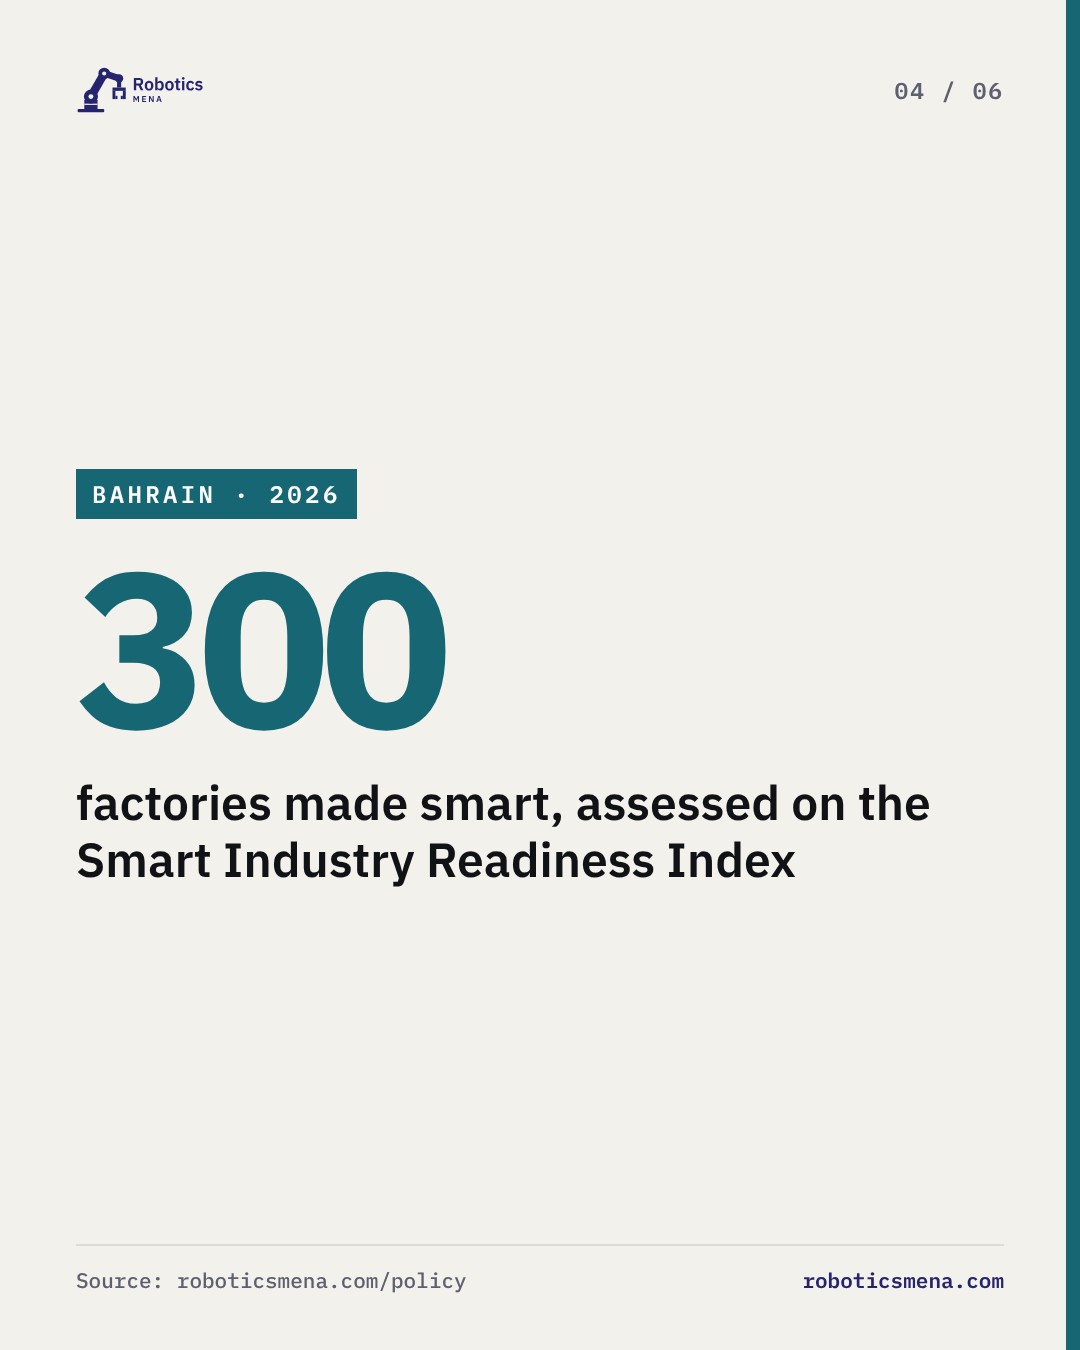 Robotics
MENA
04 / 06
BAHRAIN · 2026
300
factories made smart, assessed on the
Smart Industry Readiness Index
Source: roboticsmena.com/policy
roboticsmena.com